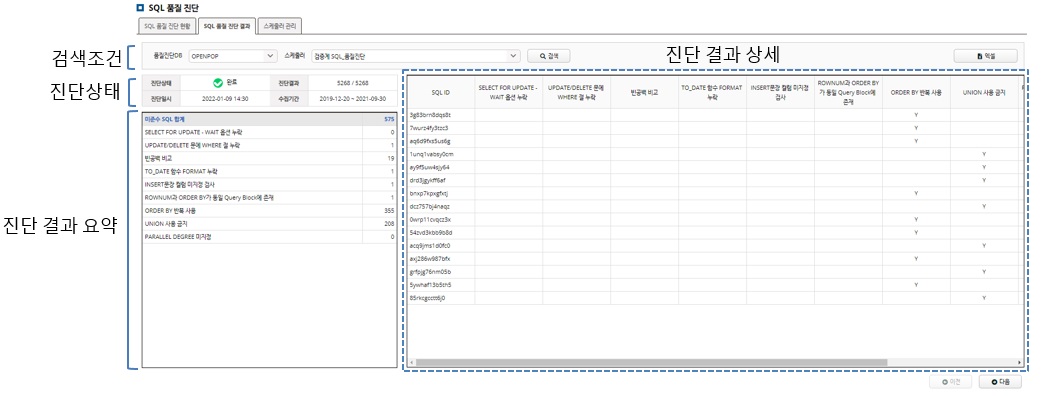 SQL 품질 진단
SQL 품질 진단 현황 SQL 품질 진단 결과 스케줄러 관리
검색조건
품질진단DB OPENPOP 스케줄러 검증계 SQL_품질진단 검색
진단 결과 상세
엑셀
진단상태
진단상태 완료 진단결과 5268 / 5268
진단일시 2022-01-09 14:30 수집기간 2019-12-20 ~ 2021-09-30
진단 결과 요약
미준수 SQL 합계 575
SELECT FOR UPDATE - WAIT 옵션 누락 0
UPDATE/DELETE 문에 WHERE 절 누락 1
빈공백 비교 19
TO_DATE 함수 FORMAT 누락 1
INSERT문장 컬럼 미지정 검사 1
ROWNUM과 ORDER BY가 동일 Query Block에 존재 1
ORDER BY 반복 사용 355
UNION 사용 금지 208
PARALLEL DEGREE 미지정 0
SQL ID
SELECT FOR UPDATE -
WAIT 옵션 누락
UPDATE/DELETE 문에
WHERE 절 누락
빈공백 비교
TO_DATE 함수 FORMAT
누락
INSERT문장 컬럼 미지정
검사
ROWNUM과 ORDER BY
가 동일 Query Block에
존재
ORDER BY 반복 사용
UNION 사용 금지
3g83brn8dqs8t Y
7wurz4fy3tzc3 Y
aq6d9fxs5us6g Y
1unq1vabsy0cm Y
ay9f5uw4sjy64 Y
drd3jgykff6af Y
bnxp7kpxgfxtj Y
dcz757bj4naqz Y
0wrp11cvqcz3x Y
54zvd3kbb9b8d Y
acq9jms1d0fc0 Y
axj286w987bfx Y
grfpjg76nm05b Y
5ywhaf13b5th5 Y
85rkcgcctt6j0 Y
이전 다음